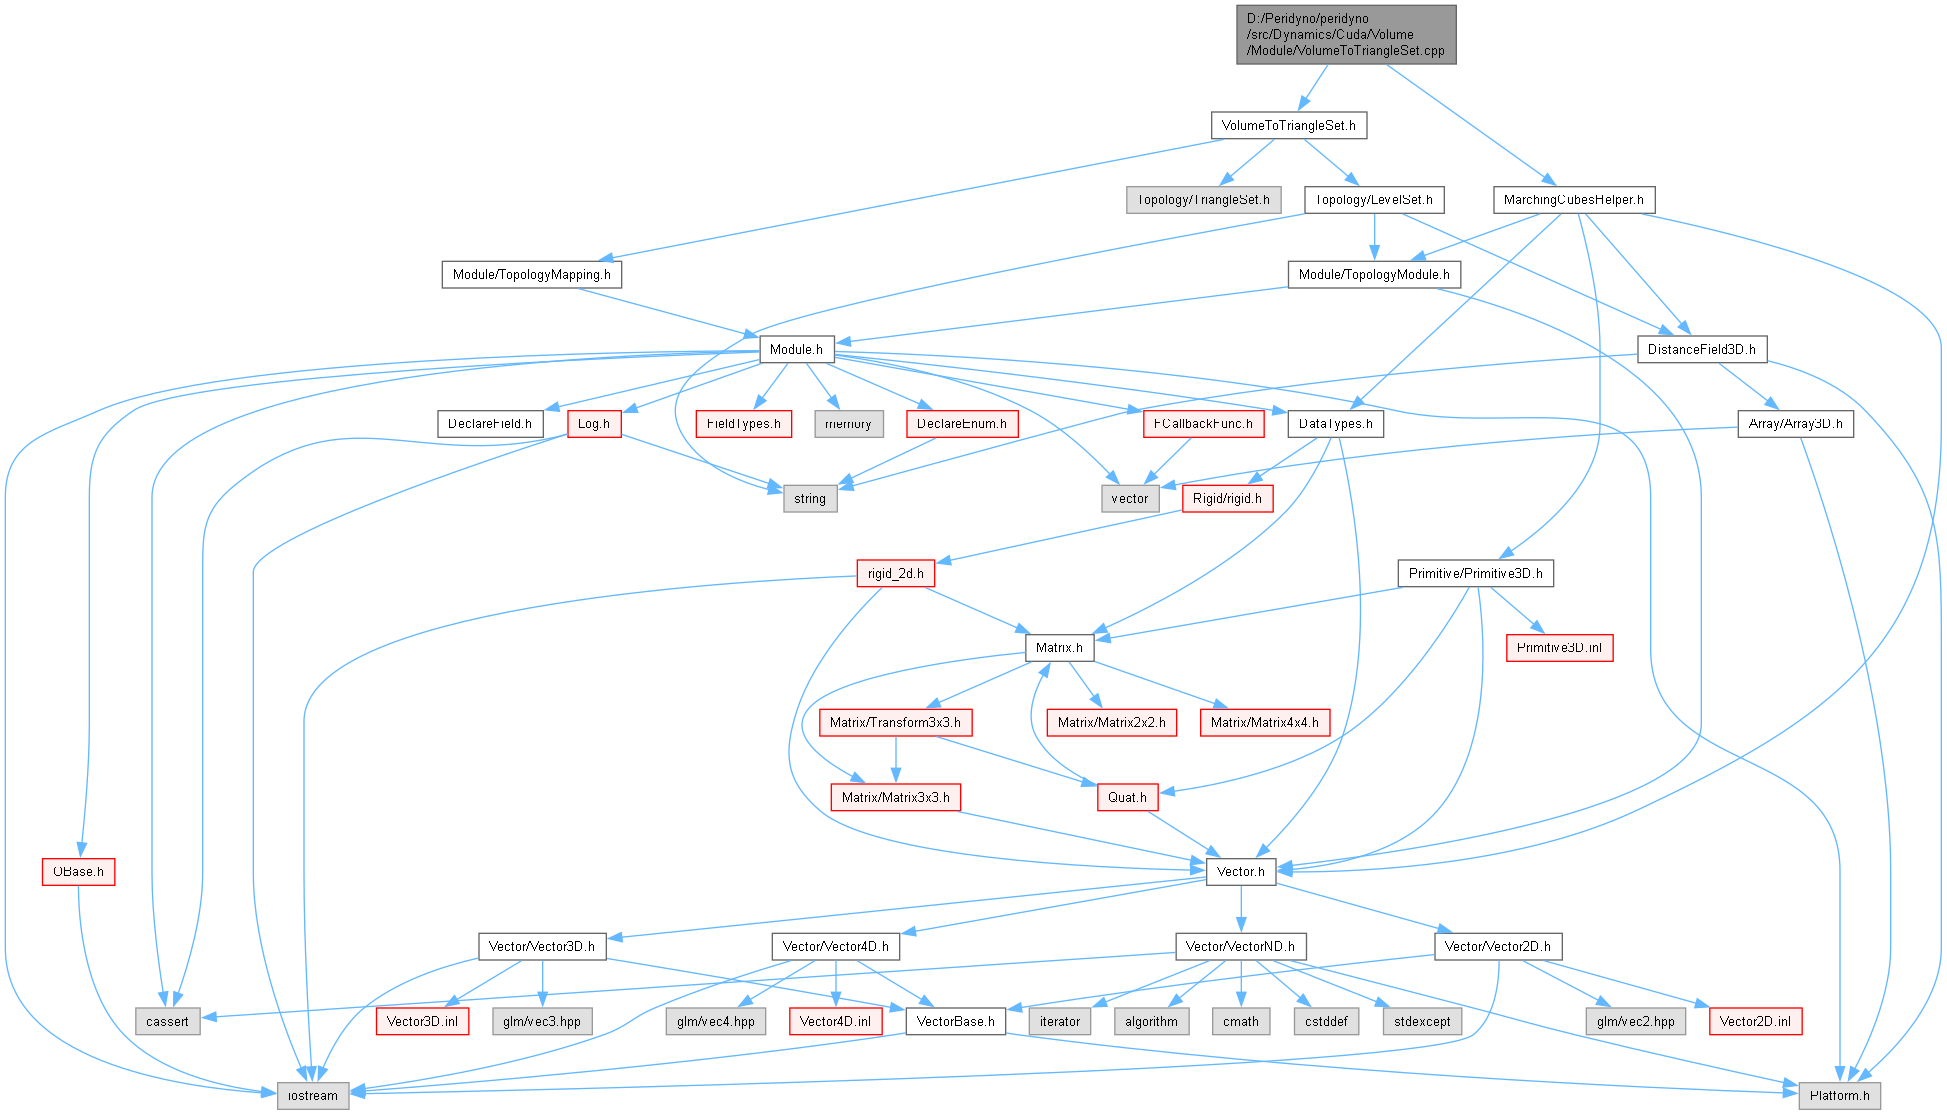 D:/Peridyno/peridyno
/src/Dynamics/Cuda/Volume
/Module/VolumeToTriangleSet.cpp
VolumeToTriangleSet.h
Topology/TriangleSet.h
Topology/LevelSet.h
MarchingCubesHelper.h
Module/TopologyMapping.h
Module/TopologyModule.h
Module.h
DistanceField3D.h
DeclareField.h
Log.h
FieldTypes.h
memory
DeclareEnum.h
FCallbackFunc.h
DataTypes.h
Array/Array3D.h
string
vector
Rigid/rigid.h
rigid_2d.h
Primitive/Primitive3D.h
Matrix.h
Primitive3D.inl
Matrix/Transform3x3.h
Matrix/Matrix2x2.h
Matrix/Matrix4x4.h
Matrix/Matrix3x3.h
Quat.h
OBase.h
Vector.h
Vector/Vector3D.h
Vector/Vector4D.h
Vector/VectorND.h
Vector/Vector2D.h
cassert
Vector3D.inl
glm/vec3.hpp
glm/vec4.hpp
Vector4D.inl
VectorBase.h
iterator
algorithm
cmath
cstddef
stdexcept
glm/vec2.hpp
Vector2D.inl
iostream
Platform.h